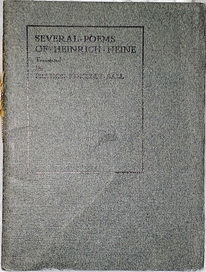 SEVERAL·POEMS
OF·HEINRICH·HEINE
Translated
by